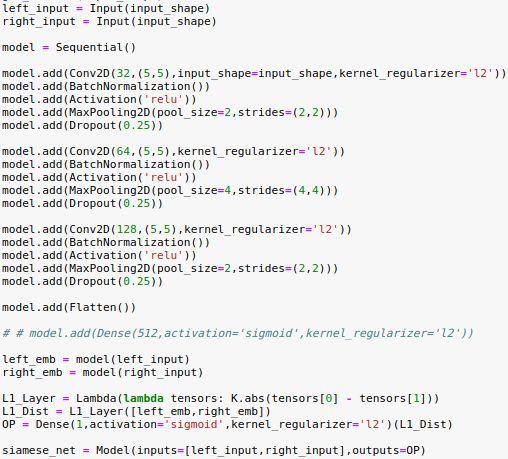 left_input = Input(input_shape)
right_input = Input(input_shape)
model = Sequential()
model.add(Conv2D(32,(5,5),input_shape=input_shape,kernel_regularizer='l2'))
model.add(BatchNormalization())
model.add(Activation('relu'))
model.add(MaxPooling2D(pool_size=2,strides=(2,2)))
model.add(Dropout(0.25))
model.add(Conv2D(64,(5,5),kernel_regularizer='l2'))
model.add(BatchNormalization())
model.add(Activation('relu'))
model.add(MaxPooling2D(pool_size=4,strides=(4,4)))
model.add(Dropout(0.25))
model.add(Conv2D(128,(5,5),kernel_regularizer='l2'))
model.add(BatchNormalization())
model.add(Activation('relu'))
model.add(MaxPooling2D(pool_size=2,strides=(2,2)))
model.add(Dropout(0.25))
model.add(Flatten())
# # model.add(Dense(512,activation='sigmoid',kernel_regularizer='l2'))
left_emb = model(left_input)
right_emb = model(right_input)
L1_Layer = Lambda(lambda tensors: K.abs(tensors[0] - tensors[1]))
L1_Dist = L1_Layer([left_emb,right_emb])
OP = Dense(1,activation='sigmoid',kernel_regularizer='l2')(L1_Dist)
siamese_net = Model(inputs=[left_input,right_input],outputs=OP)